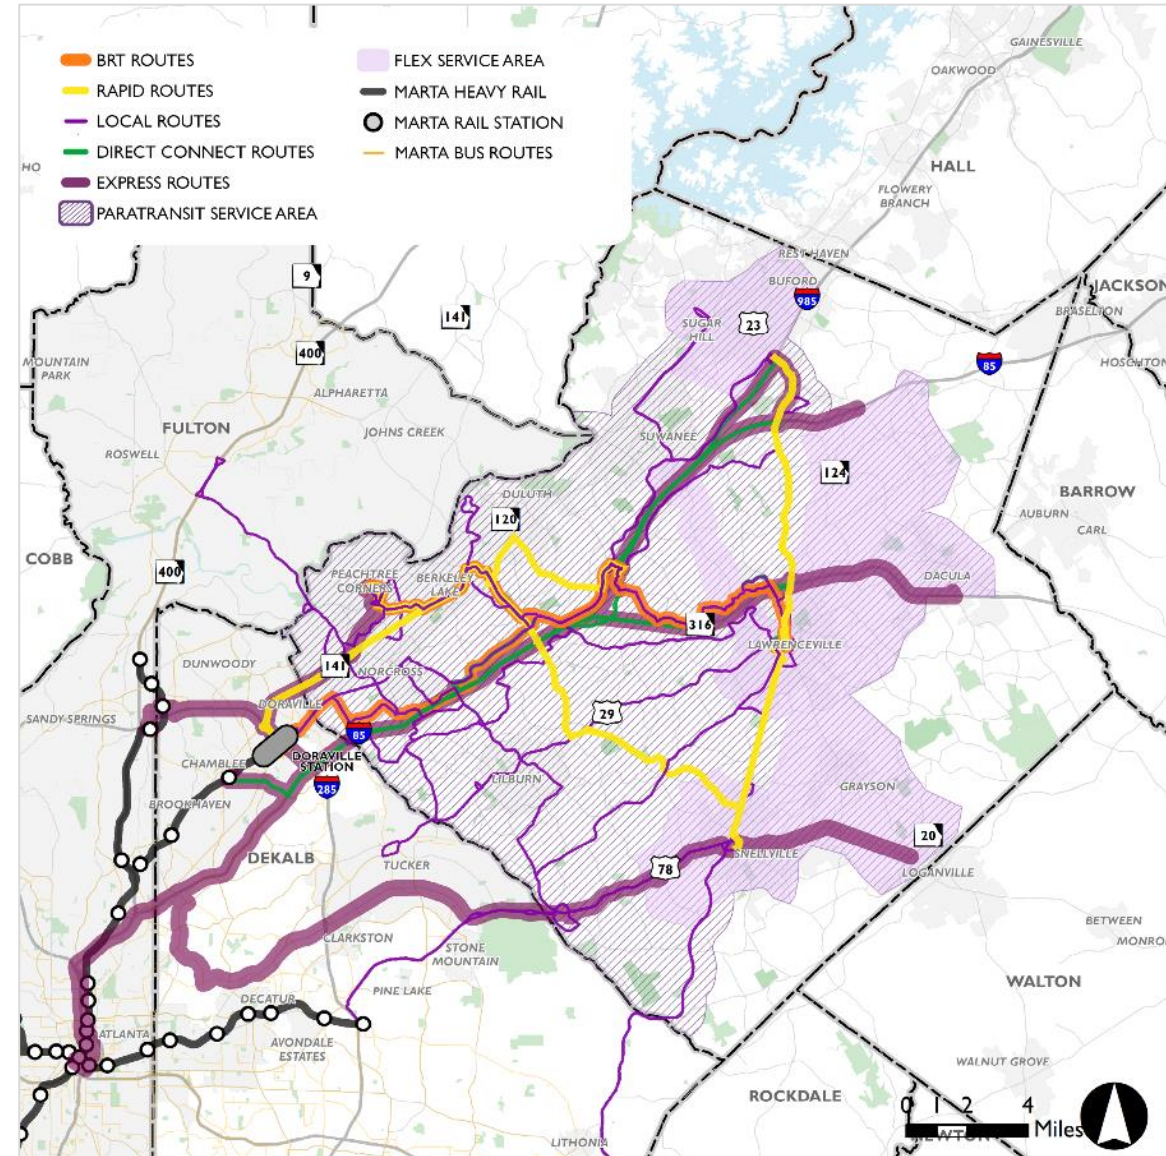 BRT ROUTES
RAPID ROUTES
LOCAL ROUTES
DIRECT CONNECT ROUTES
EXPRESS ROUTES
PARATRANSIT SERVICE AREA
FLEX SERVICE AREA
MARTA HEAVY RAIL
MARTA RAIL STATION
MARTA BUS ROUTES
GAINESVILLE
OAKWOOD
HO
HALL
FLOWERY
BRANCH
REST HAVEN
BUFORD
9
985
JACKSON
BRASELTON
141
SUGAR
HILL
23
MOUNTAIN
PARK
400
85
HOSCHTON
ALPHARETTA
FULTON
JOHNS CREEK
SUWANEE
ROSWELL
124
BARROW
DULUTH
120
AUBURN
CARL
COBB
400
PEACHTREE
CORNERS
BERKELEY
LAKE
DACULA
316
LAWRENCEVILLE
DUNWOODY
141
NORCROSS
SANDY SPRINGS
DORAVILLE
29
85
DORAVILLE
STATION
CHAMBLEE
285
LILBURN
GRAYSON
BROOKHAVEN
20
DEKALB
TUCKER
SNELLVILLE
78
LOGANVILLE
CLARKSTON
STONE
MOUNTAIN
BETWEEN
MONRO
WALTON
PINE LAKE
DECATUR
ATLANTA
AVONDALE
ESTATES
WALNUT GROVE
ROCKDALE
0 1 2 4
Miles
NEWTON
LITHONIA